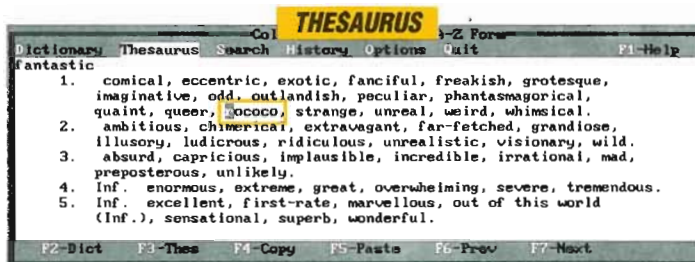 THESAURUS
Col -Z Form
Dictionary Thesaurus Search History Options Quit F1-Help
fantastic
1. comical, eccentric, exotic, fanciful, freakish, grotesque,
imaginative, odd, outlandish, peculiar, phantasmagorical,
quaint, queer, rococo, strange, unreal, weird, whimsical.
2. ambitious, chimerical, extravagant, far-fetched, grandiose,
illusory, ludicrous, ridiculous, unrealistic, visionary, wild.
3. absurd, capricious, implausible, incredible, irrational, mad,
preposterous, unlikely.
4. Inf. enormous, extreme, great, overwhelming, severe, tremendous.
5. Inf. excellent, first-rate, marvellous, out of this world
(Inf.), sensational, superb, wonderful.
F2-Dict F3-Thes F4-Copy F5-Paste F6-Prev F7-Next